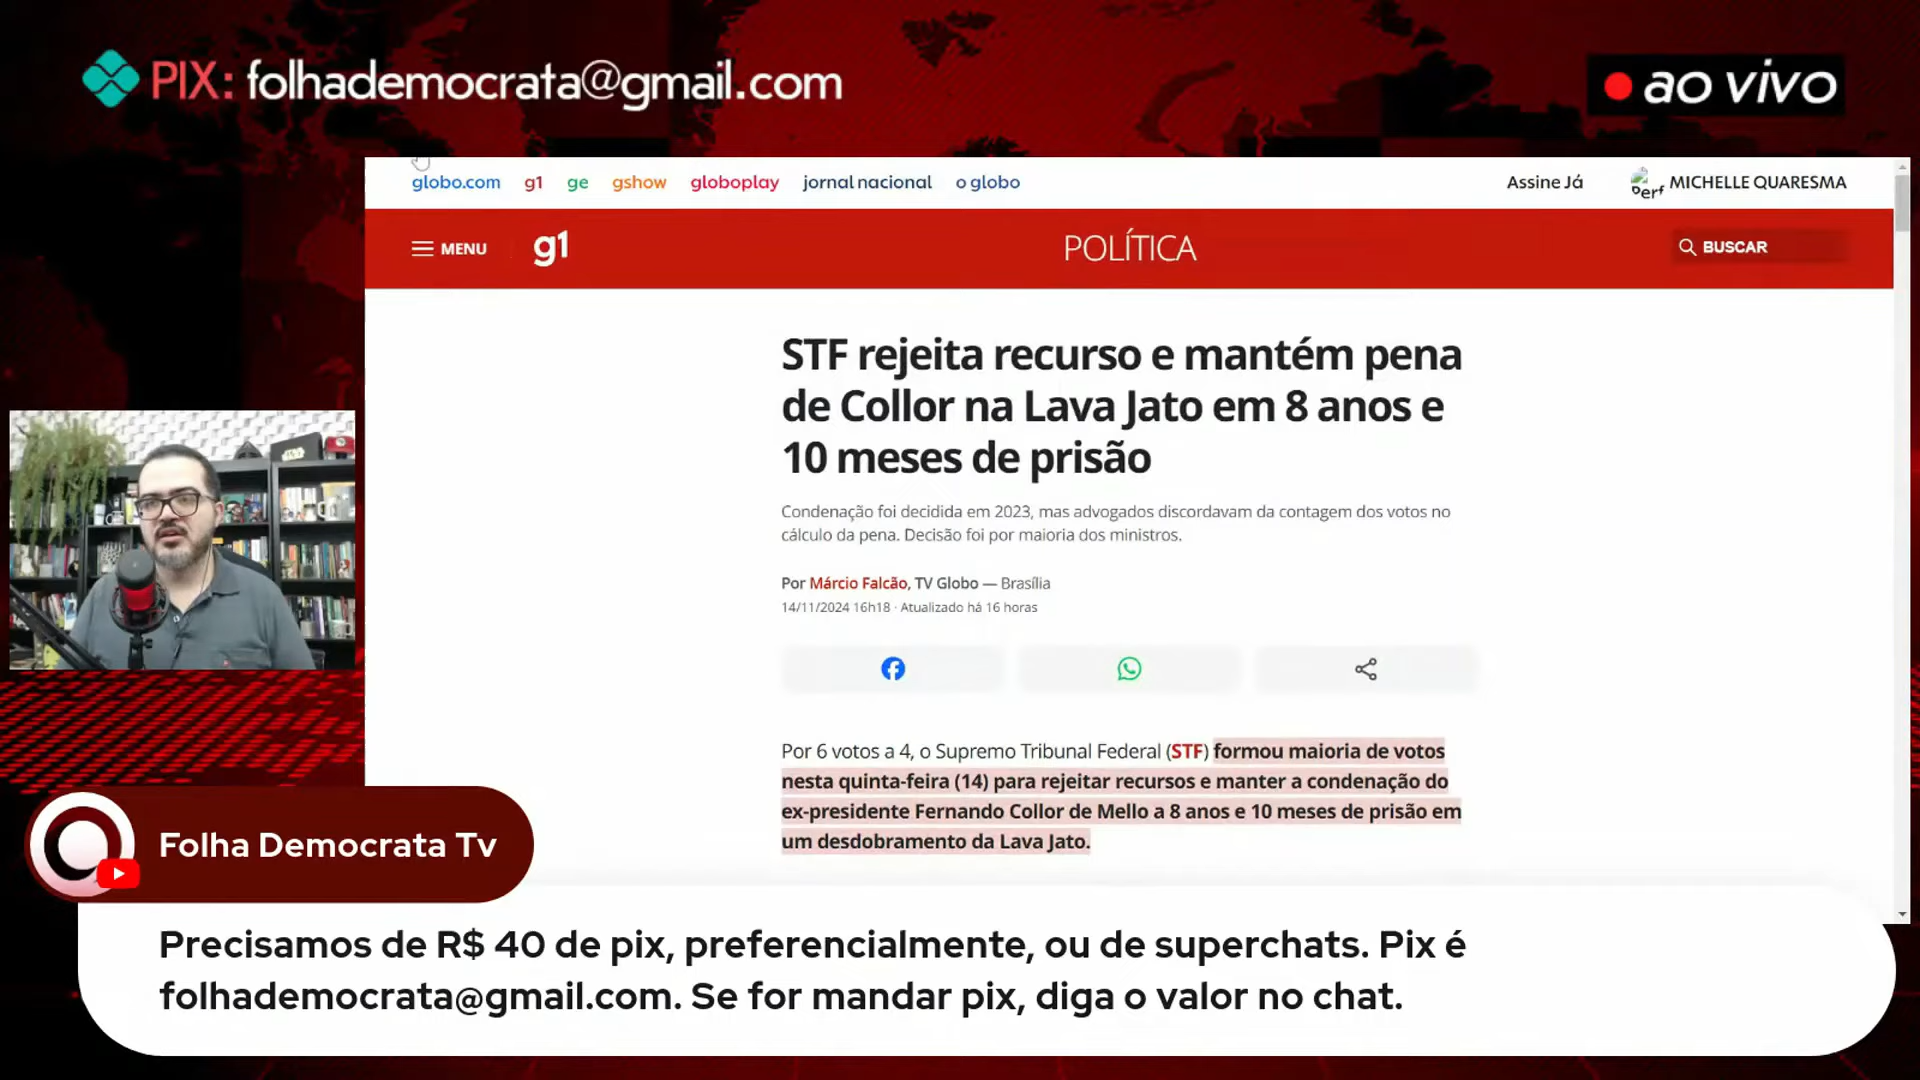 PIX: folhademocrata@gmail.com
ao vivo
globo.com g1 ge gshow globoplay jornal nacional o globo
Assine Já
Perf MICHELLE QUARESMA
MENU g1 POLÍTICA BUSCAR
STF rejeita recurso e mantém pena
de Collor na Lava Jato em 8 anos e
10 meses de prisão
Condenação foi decidida em 2023, mas advogados discordavam da contagem dos votos no
cálculo da pena. Decisão foi por maioria dos ministros.
Por Márcio Falcão, TV Globo — Brasília
14/11/2024 16h18 · Atualizado há 16 horas
Por 6 votos a 4, o Supremo Tribunal Federal (STF) formou maioria de votos
nesta quinta-feira (14) para rejeitar recursos e manter a condenação do
ex-presidente Fernando Collor de Mello a 8 anos e 10 meses de prisão em
um desdobramento da Lava Jato.
Folha Democrata Tv
Precisamos de R$ 40 de pix, preferencialmente, ou de superchats. Pix é
folhademocrata@gmail.com. Se for mandar pix, diga o valor no chat.